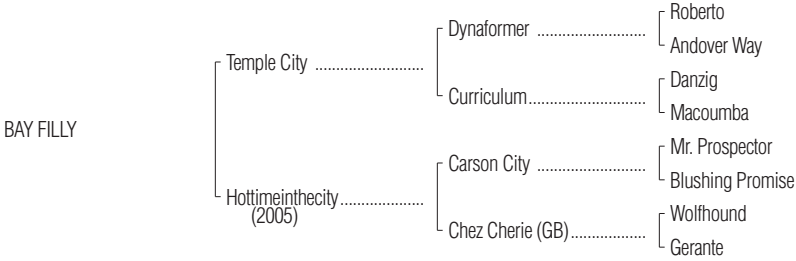 Roberto
Dynaformer ..........................
Andover Way
Temple City ..........................
Danzig
Curriculum............................
Macoumba
BAY FILLY
Mr. Prospector
Carson City ..........................
Blushing Promise
Hottimeinthecity....................
(2005)
Wolfhound
Chez Cherie (GB)..................
Gerante